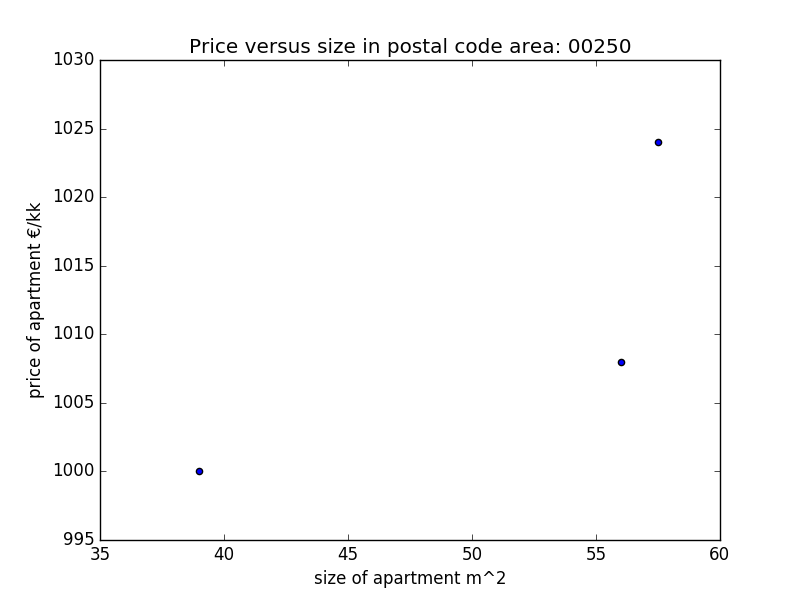 Price versus size in postal code area: 00250
1030
1025
1020
1015
1010
1005
1000
995
price of apartment €/kk
35 40 45 50 55 60
size of apartment m^2